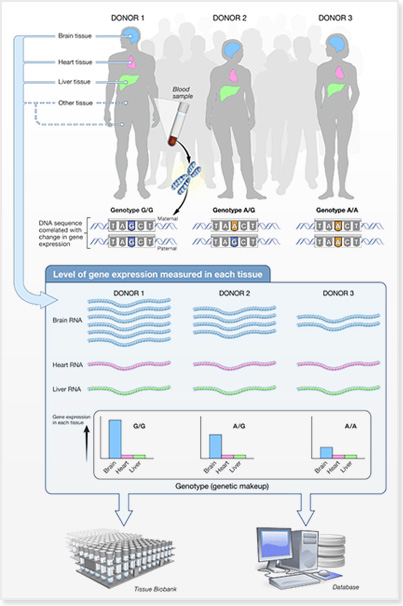 DONOR 1
DONOR 2
DONOR 3
Brain tissue
Heart tissue
Liver tissue
Other tissue
Blood
sample
Genotype G/G
Maternal
Genotype A/G
Genotype A/A
DNA sequence
correlated with
change in gene
expression
T A G C T
T A A C T
T A A C T
T A G C T
T A G C T
T A A C T
Paternal
Level of gene expression measured in each tissue
DONOR 1
DONOR 2
DONOR 3
Brain RNA
Heart RNA
Liver RNA
Gene expression
in each tissue
G/G
A/G
A/A
Brain
Heart
Liver
Brain
Heart
Liver
Brain
Heart
Liver
Genotype (genetic makeup)
Tissue Biobank
Database